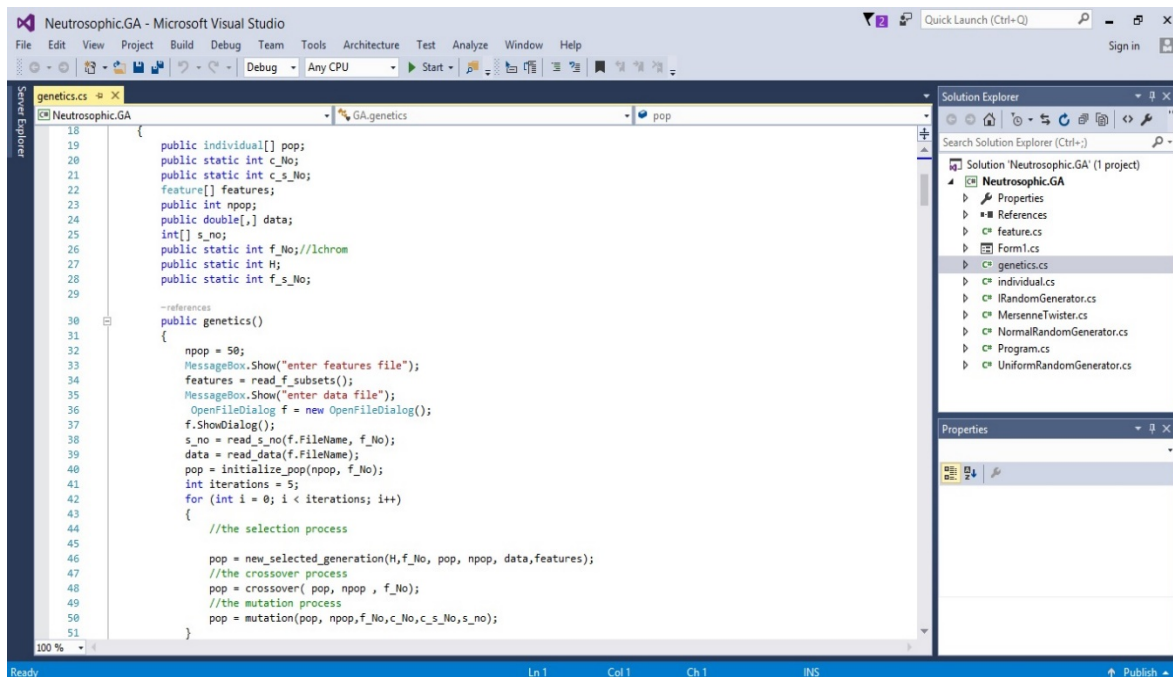 Neutrosophic.GA - Microsoft Visual Studio
2
Quick Launch (Ctrl+Q)
File Edit View Project Build Debug Team Tools Architecture Test Analyze Window Help
Sign in
Debug Any CPU Start
Server Explorer
genetics.cs
Neutrosophic.GA GA.genetics pop
18 {
19 public individual[] pop;
20 public static int c_No;
21 public static int c_s_No;
22 feature[] features;
23 public int npop;
24 public double[,] data;
25 int[] s_no;
26 public static int f_No;//lchrom
27 public static int H;
28 public static int f_s_No;
29
-references
30 public genetics()
31 {
32 npop = 50;
33 MessageBox.Show("enter features file");
34 features = read_f_subsets();
35 MessageBox.Show("enter data file");
36 OpenFileDialog f = new OpenFileDialog();
37 f.ShowDialog();
38 s_no = read_s_no(f.FileName, f_No);
39 data = read_data(f.FileName);
40 pop = initialize_pop(npop, f_No);
41 int iterations = 5;
42 for (int i = 0; i < iterations; i++)
43 {
44 //the selection process
45
46 pop = new_selected_generation(H,f_No, pop, npop, data,features);
47 //the crossover process
48 pop = crossover( pop, npop , f_No);
49 //the mutation process
50 pop = mutation(pop, npop,f_No,c_No,c_s_No,s_no);
51 }
100 %
Solution Explorer
Search Solution Explorer (Ctrl+;)
Solution 'Neutrosophic.GA' (1 project)
C# Neutrosophic.GA
Properties
References
C# feature.cs
Form1.cs
C# genetics.cs
C# individual.cs
C# IRandomGenerator.cs
C# MersenneTwister.cs
C# NormalRandomGenerator.cs
C# Program.cs
C# UniformRandomGenerator.cs
Properties
Ready Ln 1 Col 1 Ch 1 INS Publish